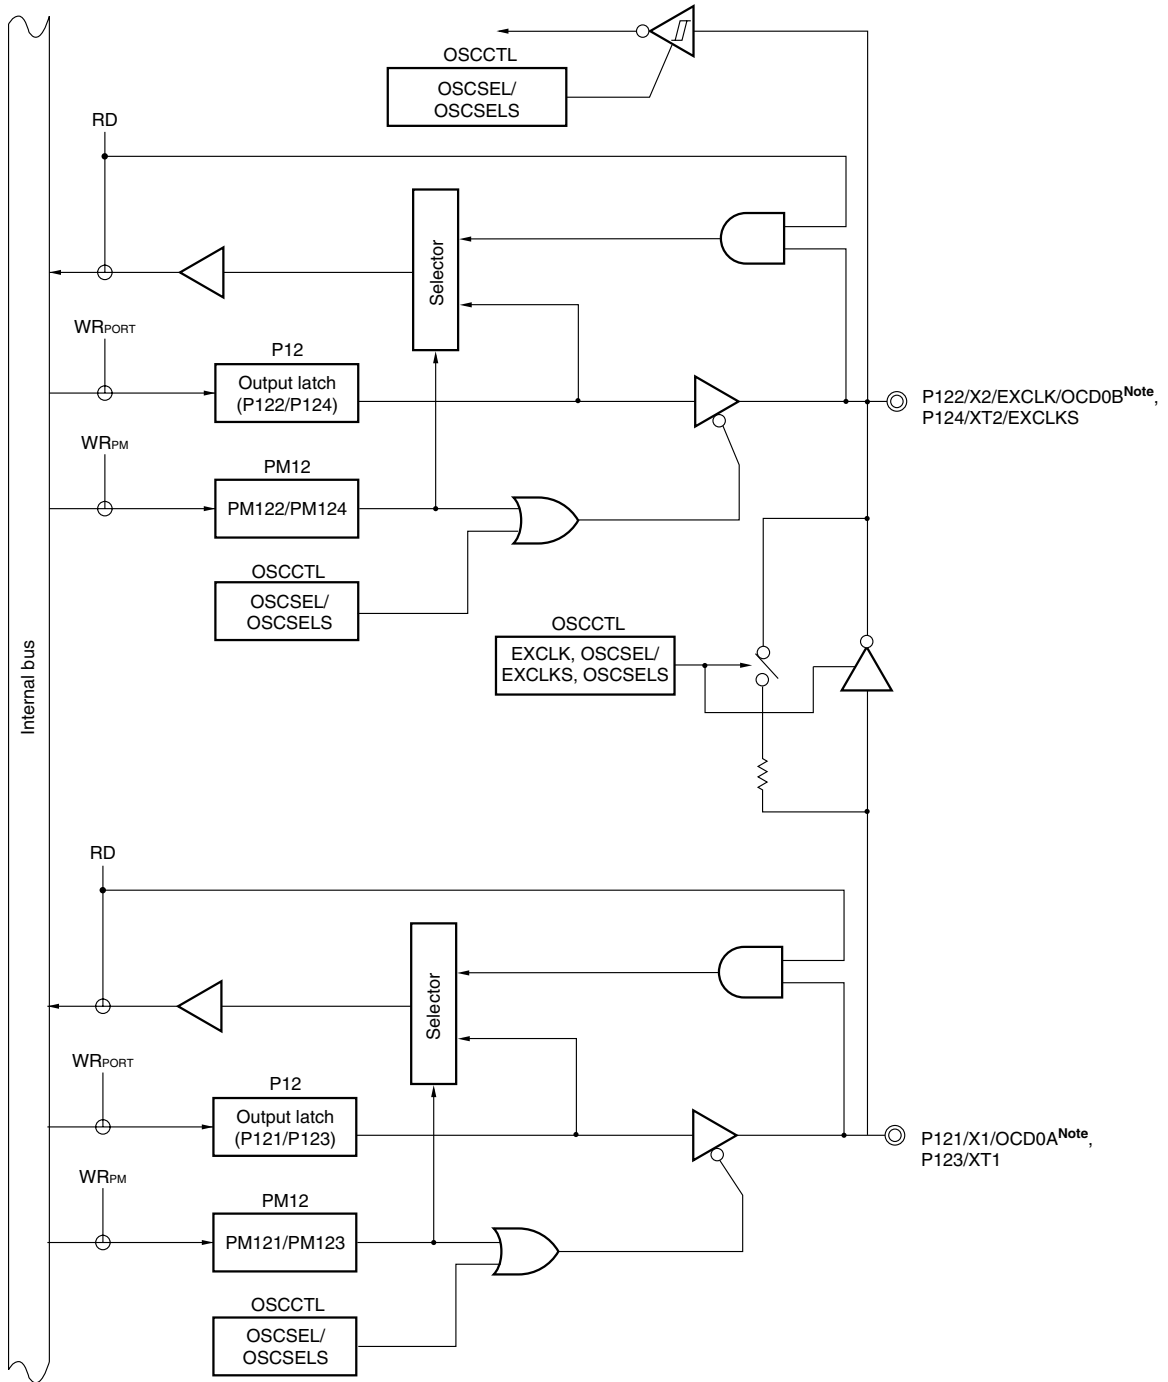 OSCCTL
OSCSEL/
OSCSELS
RD
Selector
WRPORT
P12
Output latch
(P122/P124)
P122/X2/EXCLK/OCD0BNote,
P124/XT2/EXCLKS
WRPM
PM12
PM122/PM124
OSCCTL
OSCSEL/
OSCSELS
OSCCTL
EXCLK, OSCSEL/
EXCLKS, OSCSELS
Internal bus
RD
Selector
WRPORT
P12
Output latch
(P121/P123)
P121/X1/OCD0ANote,
P123/XT1
WRPM
PM12
PM121/PM123
OSCCTL
OSCSEL/
OSCSELS